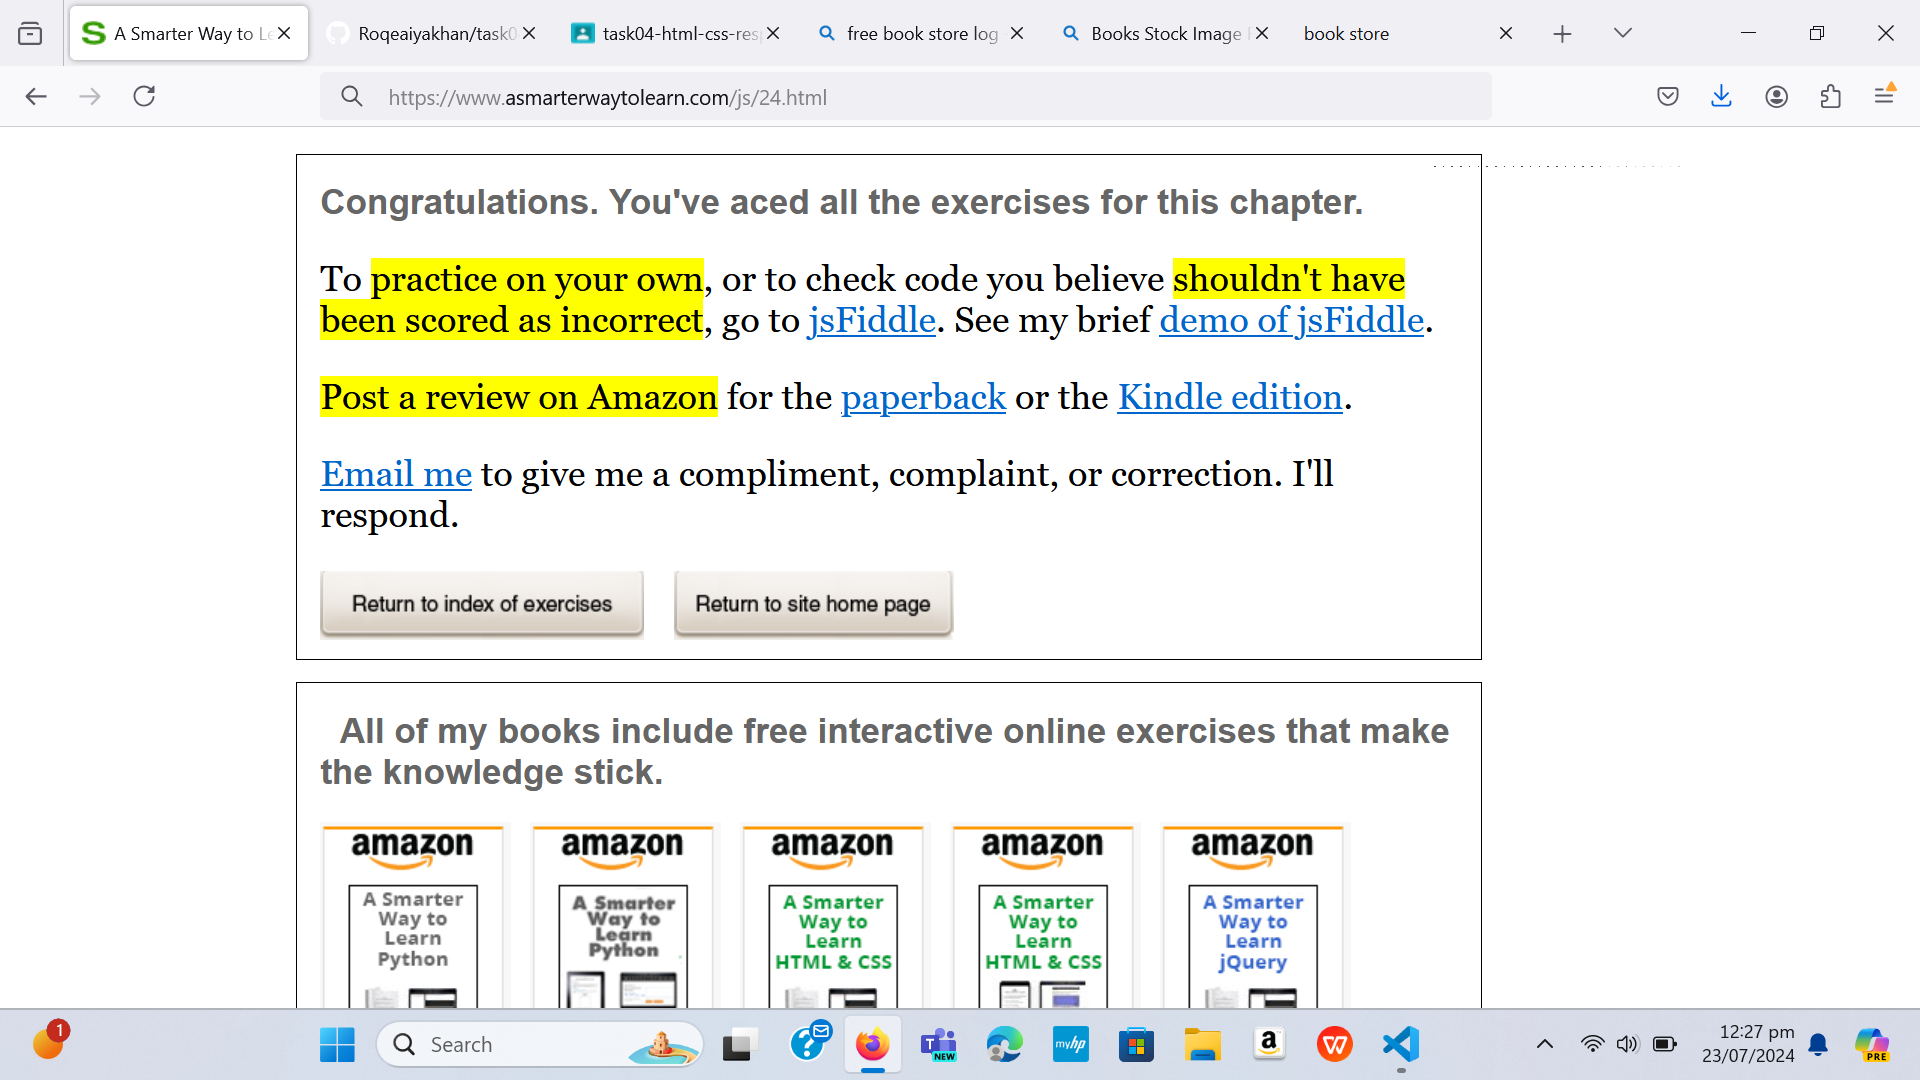 A Smarter Way to Le
Roqeaiyakhan/task0
task04-html-css-resp
free book store log
Books Stock Image
book store
https://www.asmarterwaytolearn.com/js/24.html
Congratulations. You've aced all the exercises for this chapter.
To practice on your own, or to check code you believe shouldn't have
been scored as incorrect, go to jsFiddle. See my brief demo of jsFiddle.
Post a review on Amazon for the paperback or the Kindle edition.
Email me to give me a compliment, complaint, or correction. I'll
respond.
Return to index of exercises
Return to site home page
All of my books include free interactive online exercises that make
the knowledge stick.
amazon
A Smarter
Way to
Learn
Python
amazon
A Smarter
Way to
Learn
Python
amazon
A Smarter
Way to
Learn
HTML & CSS
amazon
A Smarter
Way to
Learn
HTML & CSS
amazon
A Smarter
Way to
Learn
jQuery
1
Search
T
NEW
myhp
a
W
12:27 pm
23/07/2024
PRE